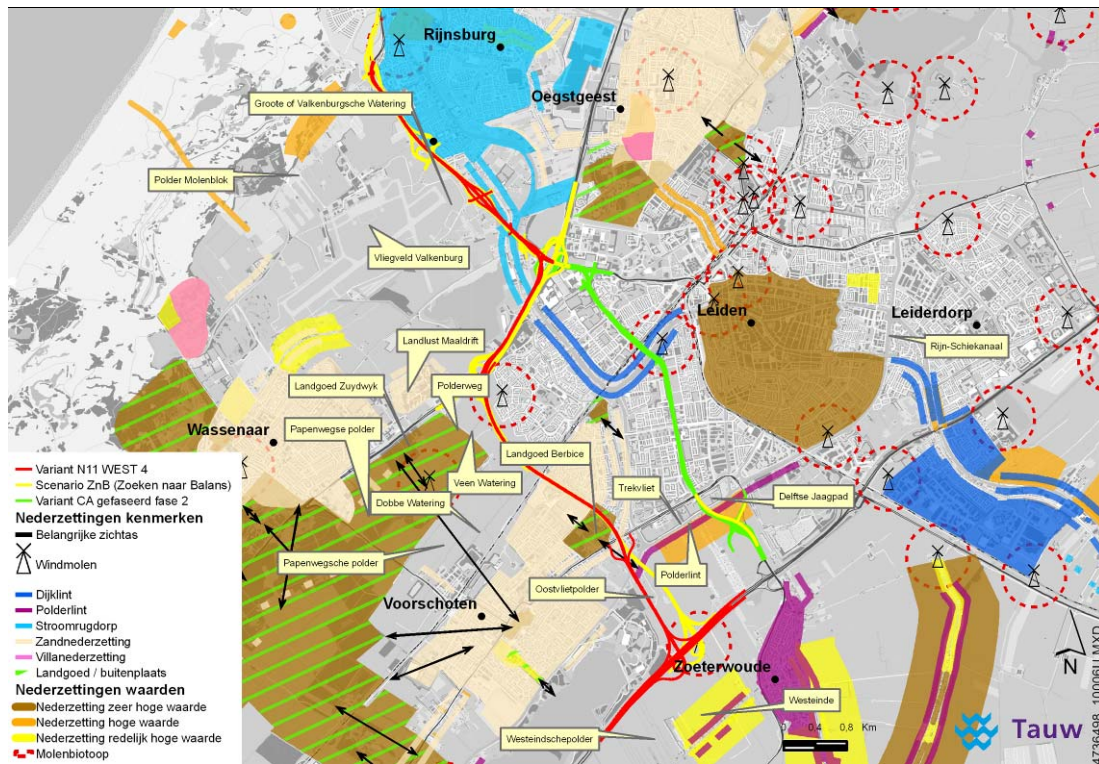 Rijnsburg
Oegstgeest
Groote of Valkenburgsche Watering
Polder Molenblok
Vliegveld Valkenburg
Leiden
Leiderdorp
Rijn-Schiekanaal
Landlust Maaldrift
Landgoed Zuydwyk
Polderweg
Papenwegse polder
Wassenaar
Landgoed Berbice
Veen Watering
Trekvliet
Delftse Jaagpad
Dobbe Watering
Papenwegsche polder
Polderlint
Oostvlietpolder
Voorschoten
Zoeterwoude
Westeinde
Westeindschepolder
Variant N11 WEST 4
Scenario ZnB (Zoeken naar Balans)
Variant CA gefaseerd fase 2
Nederzettingen kenmerken
Belangrijke zichtas
Windmolen
Dijklint
Polderlint
Stroomrugdorp
Zandnederzetting
Villanederzetting
Landgoed / buitenplaats
Nederzettingen waarden
Nederzetting zeer hoge waarde
Nederzetting hoge waarde
Nederzetting redelijk hoge waarde
Molenbiotoop
0 0,4 0,8 Km
N
Tauw
4736498_10006U.MXD